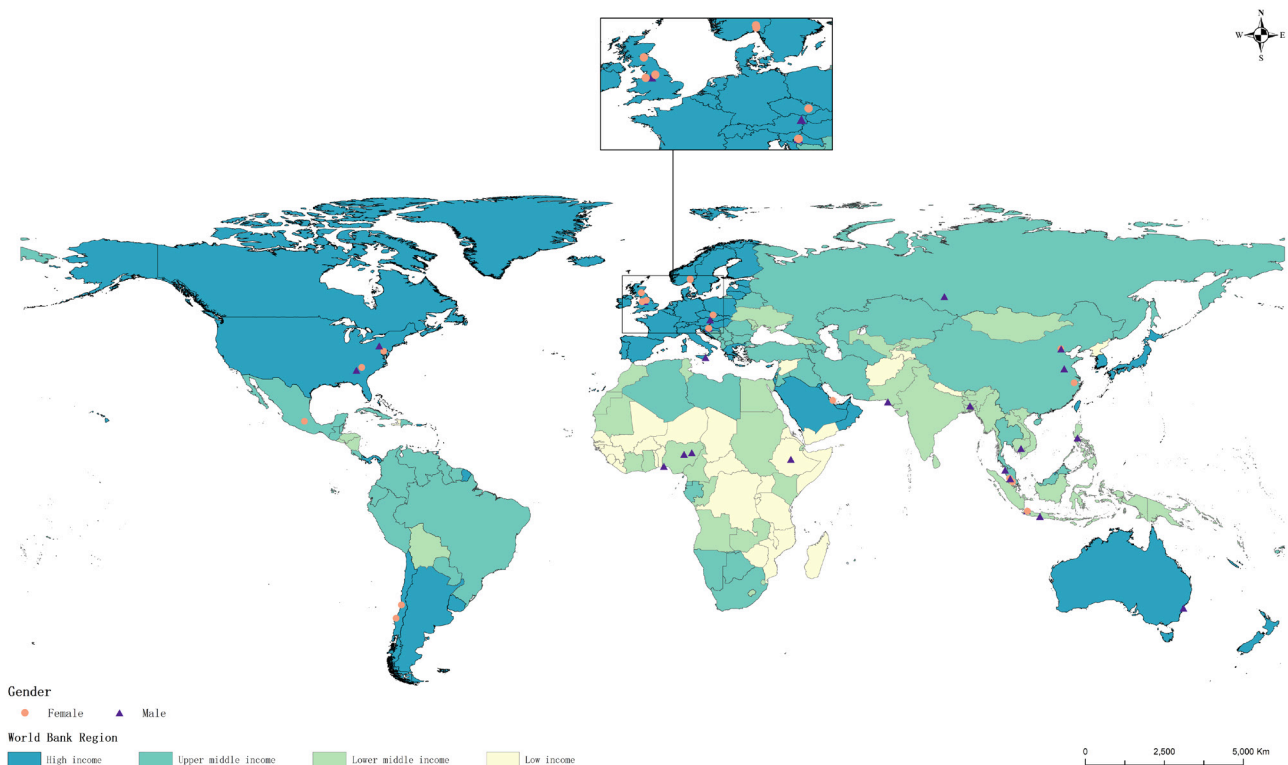 N
W E
S
Gender
Female Male
World Bank Region
High income Upper middle income Lower middle income Low income
0 2,500 5,000 Km